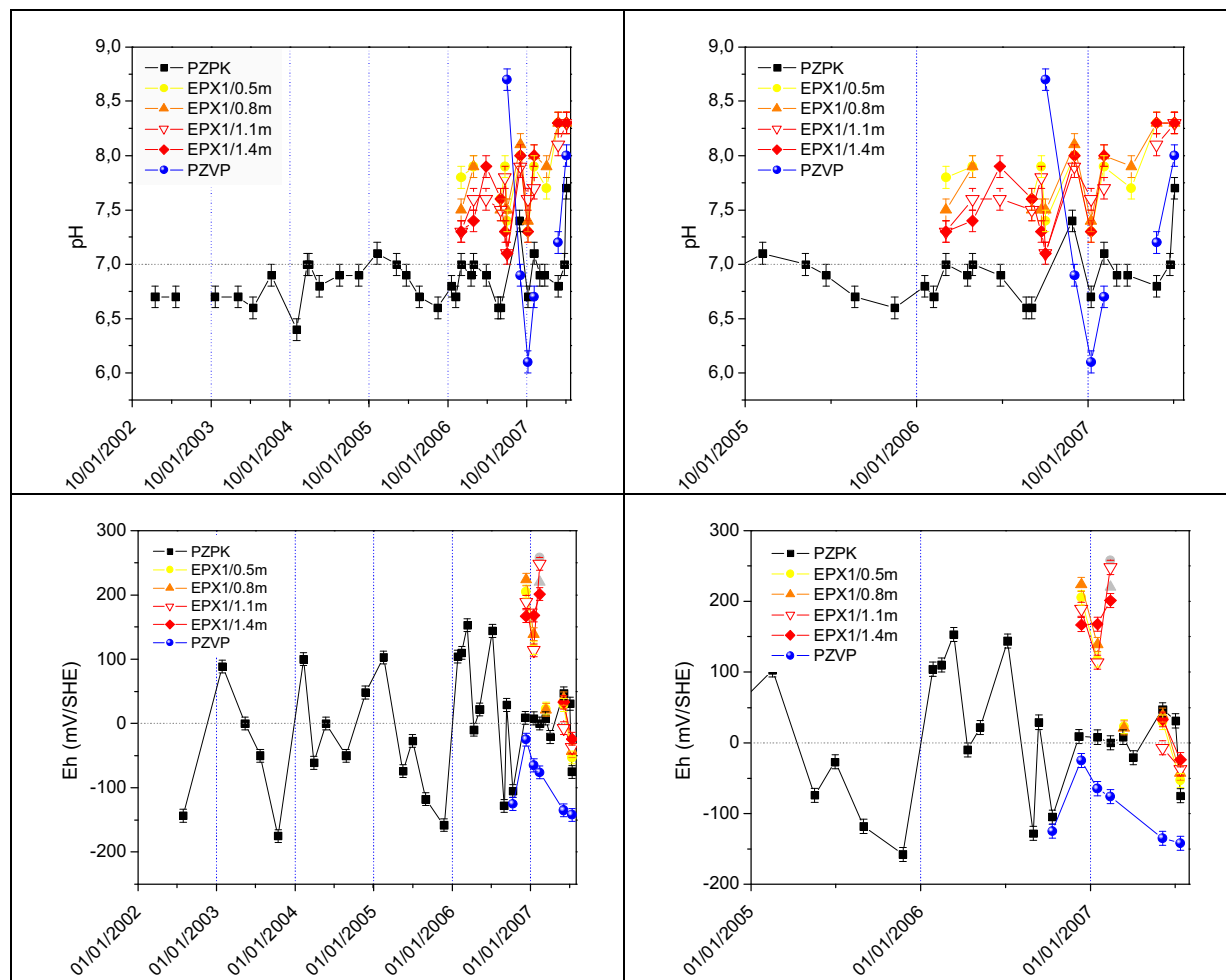 9,0
8,5
8,0
7,5
7,0
6,5
6,0
pH
PZPK
EPX1/0.5m
EPX1/0.8m
EPX1/1.1m
EPX1/1.4m
PZVP
10/01/2002
10/01/2003
10/01/2004
10/01/2005
10/01/2006
10/01/2007
9,0
8,5
8,0
7,5
7,0
6,5
6,0
pH
PZPK
EPX1/0.5m
EPX1/0.8m
EPX1/1.1m
EPX1/1.4m
PZVP
10/01/2005
10/01/2006
10/01/2007
300
200
100
0
-100
-200
Eh (mV/SHE)
PZPK
EPX1/0.5m
EPX1/0.8m
EPX1/1.1m
EPX1/1.4m
PZVP
01/01/2002
01/01/2003
01/01/2004
01/01/2005
01/01/2006
01/01/2007
300
200
100
0
-100
-200
Eh (mV/SHE)
PZPK
EPX1/0.5m
EPX1/0.8m
EPX1/1.1m
EPX1/1.4m
PZVP
01/01/2005
01/01/2006
01/01/2007